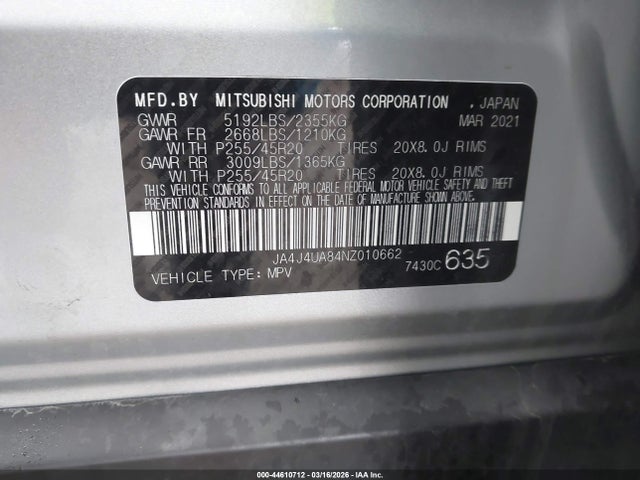 MFD.BY MITSUBISHI MOTORS CORPORATION . JAPAN
GVWR 5192LBS/2355KG MAR 2021
GAWR FR 2668LBS/1210KG
WITH P255/45R20 TIRES 20X8.0J RIMS
GAWR RR 3009LBS/1365KG
WITH P255/45R20 TIRES 20X8.0J RIMS
THIS VEHICLE CONFORMS TO ALL APPLICABLE FEDERAL MOTOR VEHICLE SAFETY AND THEFT
PREVENTION STANDARDS IN EFFECT ON THE DATE OF MANUFACTURE SHOWN ABOVE.
JA4J4UA84NZ010662
VEHICLE TYPE: MPV 7430C 635
000-44610712 | 03/16/2026 | IAA Inc.